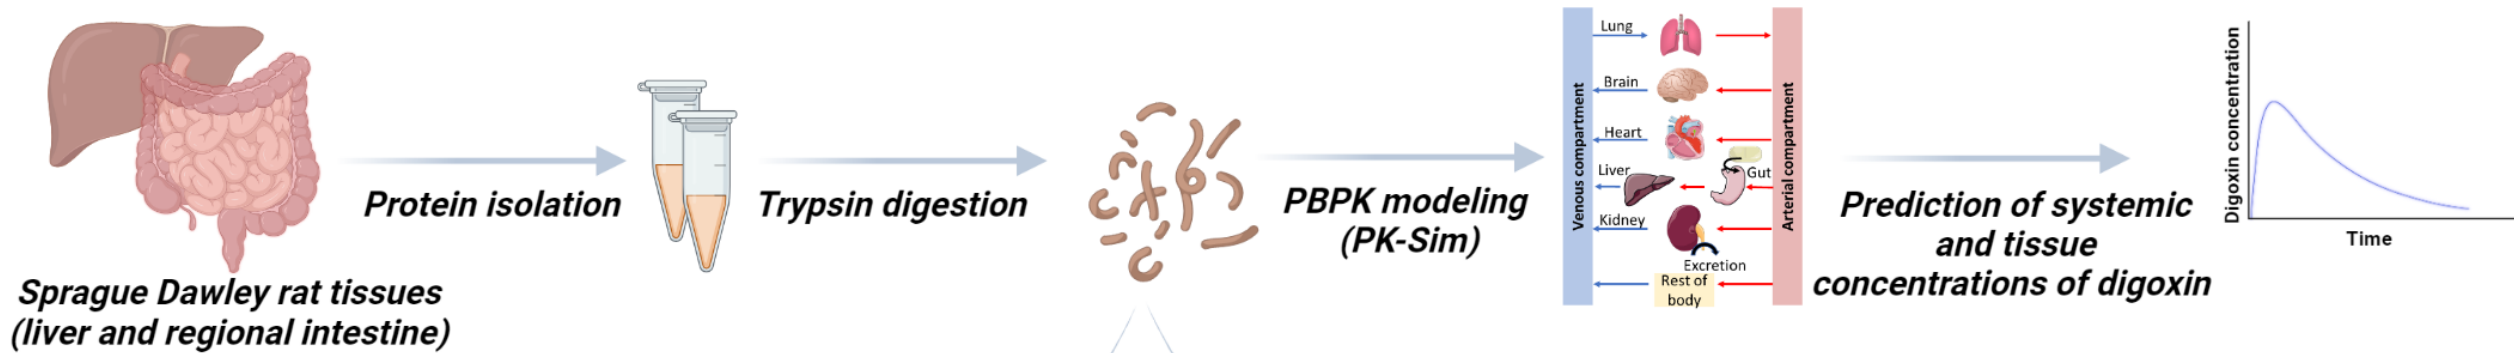 Sprague Dawley rat tissues
(liver and regional intestine)
Protein isolation
Trypsin digestion
PBPK modeling
(PK-Sim)
Venous compartment
Lung
Brain
Heart
Liver
Gut
Kidney
Excretion
Rest of
body
Arterial compartment
Prediction of systemic
and tissue
concentrations of digoxin
Digoxin concentration
Time